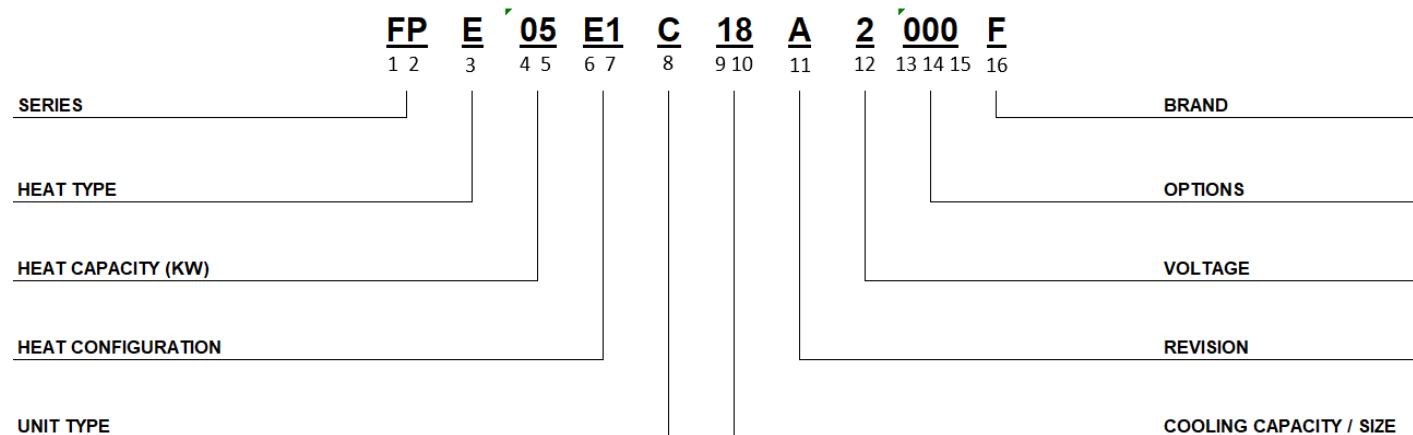 FP E 05 E1 C 18 A 2 000 F
1 2 3 4 5 6 7 8 9 10 11 12 13 14 15 16
SERIES BRAND
HEAT TYPE OPTIONS
HEAT CAPACITY (KW) VOLTAGE
HEAT CONFIGURATION REVISION
UNIT TYPE COOLING CAPACITY / SIZE